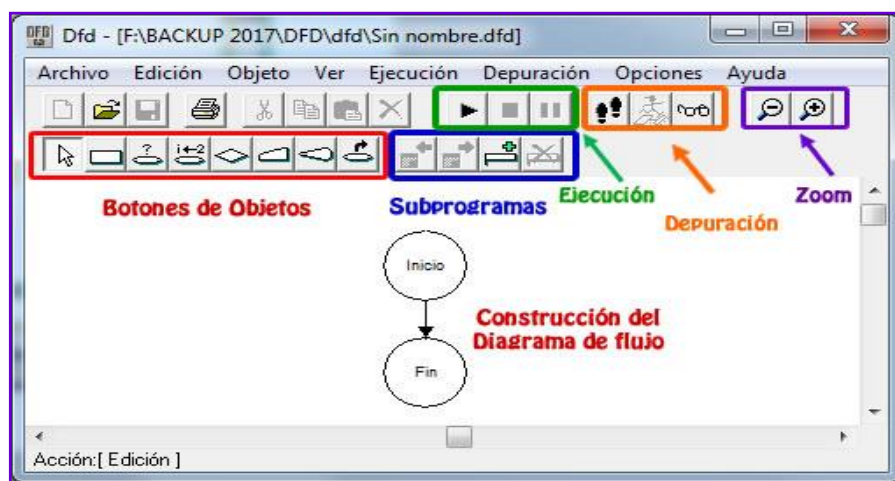 DFD
Dfd - [F:\BACKUP 2017\DFD\dfd\Sin nombre.dfd]
Archivo Edición Objeto Ver Ejecución Depuración Opciones Ayuda
Botones de Objetos
Subprogramas
Ejecución
Depuración
Zoom
Inicio
Construcción del
Diagrama de flujo
Fin
Acción:[ Edición ]